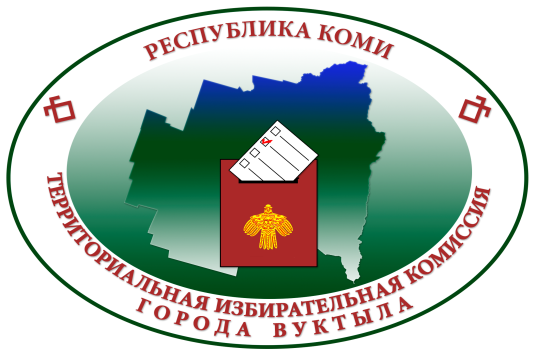 РЕСПУБЛИКА КОМИ
ТЕРРИТОРИАЛЬНАЯ ИЗБИРАТЕЛЬНАЯ КОМИССИЯ
ГОРОДА ВУКТЫЛА